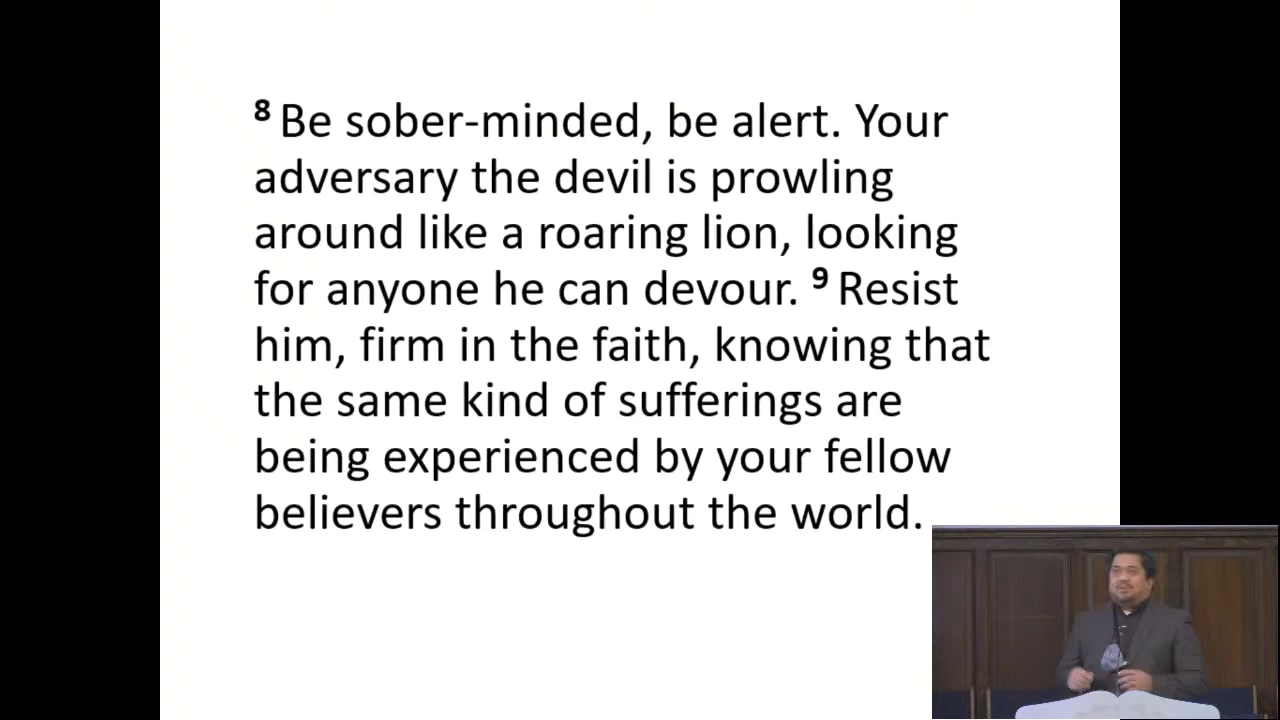 8 Be sober-minded, be alert. Your
adversary the devil is prowling
around like a roaring lion, looking
for anyone he can devour. 9 Resist
him, firm in the faith, knowing that
the same kind of sufferings are
being experienced by your fellow
believers throughout the world.